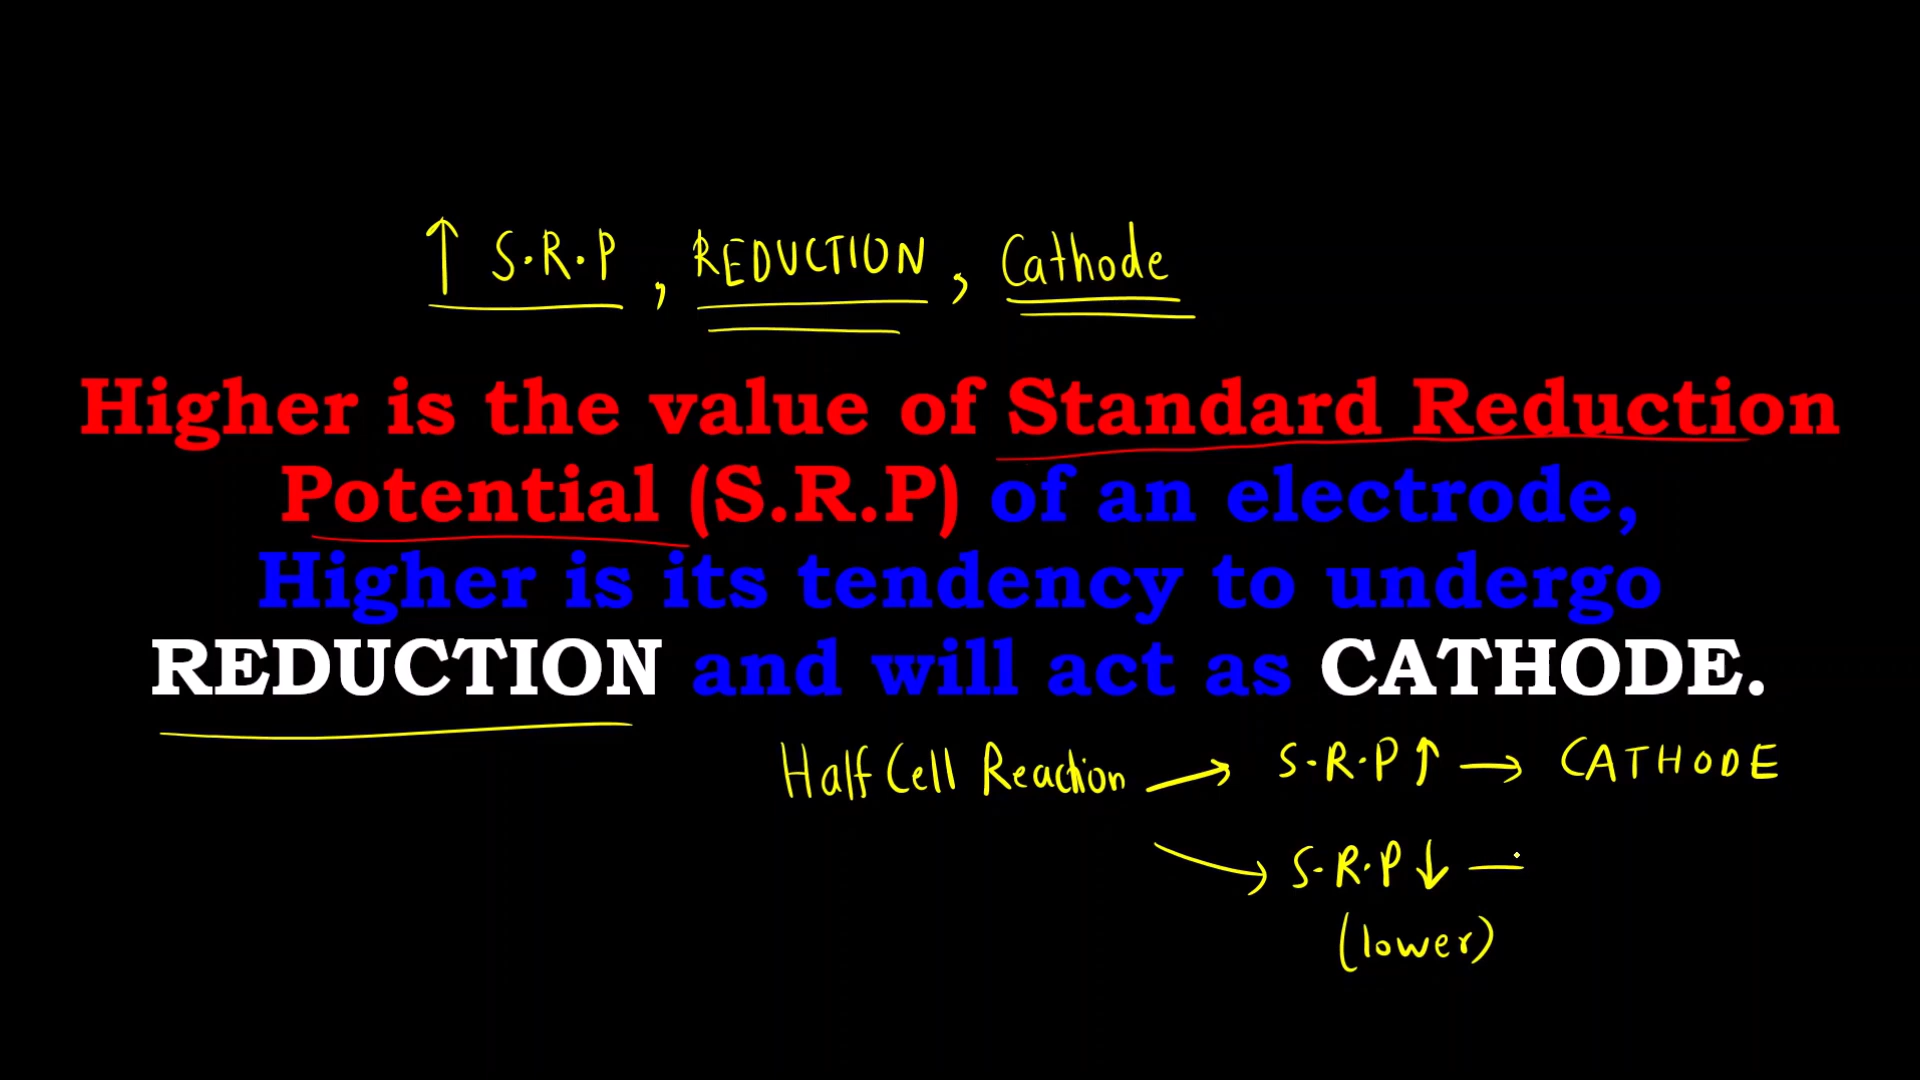 ↑ S.R.P , REDUCTION , Cathode
Higher is the value of Standard Reduction
Potential (S.R.P) of an electrode,
Higher is its tendency to undergo
REDUCTION and will act as CATHODE.
Half Cell Reaction → S.R.P ↑ → CATHODE
→ S.R.P ↓ —
(lower)